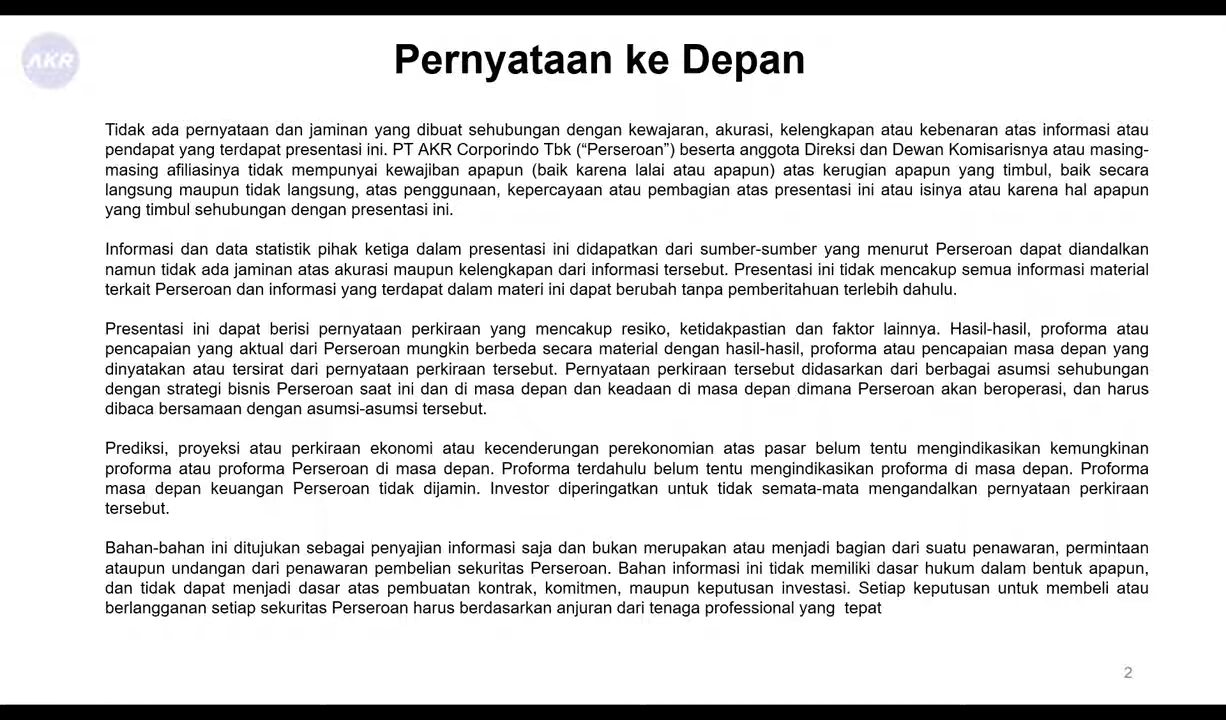 AKR
Pernyataan ke Depan
Tidak ada pernyataan dan jaminan yang dibuat sehubungan dengan kewajaran, akurasi, kelengkapan atau kebenaran atas informasi atau
pendapat yang terdapat presentasi ini. PT AKR Corporindo Tbk (“Perseroan”) beserta anggota Direksi dan Dewan Komisarisnya atau masing-
masing afiliasinya tidak mempunyai kewajiban apapun (baik karena lalai atau apapun) atas kerugian apapun yang timbul, baik secara
langsung maupun tidak langsung, atas penggunaan, kepercayaan atau pembagian atas presentasi ini atau isinya atau karena hal apapun
yang timbul sehubungan dengan presentasi ini.
Informasi dan data statistik pihak ketiga dalam presentasi ini didapatkan dari sumber-sumber yang menurut Perseroan dapat diandalkan
namun tidak ada jaminan atas akurasi maupun kelengkapan dari informasi tersebut. Presentasi ini tidak mencakup semua informasi material
terkait Perseroan dan informasi yang terdapat dalam materi ini dapat berubah tanpa pemberitahuan terlebih dahulu.
Presentasi ini dapat berisi pernyataan perkiraan yang mencakup resiko, ketidakpastian dan faktor lainnya. Hasil-hasil, proforma atau
pencapaian yang aktual dari Perseroan mungkin berbeda secara material dengan hasil-hasil, proforma atau pencapaian masa depan yang
dinyatakan atau tersirat dari pernyataan perkiraan tersebut. Pernyataan perkiraan tersebut didasarkan dari berbagai asumsi sehubungan
dengan strategi bisnis Perseroan saat ini dan di masa depan dan keadaan di masa depan dimana Perseroan akan beroperasi, dan harus
dibaca bersamaan dengan asumsi-asumsi tersebut.
Prediksi, proyeksi atau perkiraan ekonomi atau kecenderungan perekonomian atas pasar belum tentu mengindikasikan kemungkinan
proforma atau proforma Perseroan di masa depan. Proforma terdahulu belum tentu mengindikasikan proforma di masa depan. Proforma
masa depan keuangan Perseroan tidak dijamin. Investor diperingatkan untuk tidak semata-mata mengandalkan pernyataan perkiraan
tersebut.
Bahan-bahan ini ditujukan sebagai penyajian informasi saja dan bukan merupakan atau menjadi bagian dari suatu penawaran, permintaan
ataupun undangan dari penawaran pembelian sekuritas Perseroan. Bahan informasi ini tidak memiliki dasar hukum dalam bentuk apapun,
dan tidak dapat menjadi dasar atas pembuatan kontrak, komitmen, maupun keputusan investasi. Setiap keputusan untuk membeli atau
berlangganan setiap sekuritas Perseroan harus berdasarkan anjuran dari tenaga professional yang tepat
2